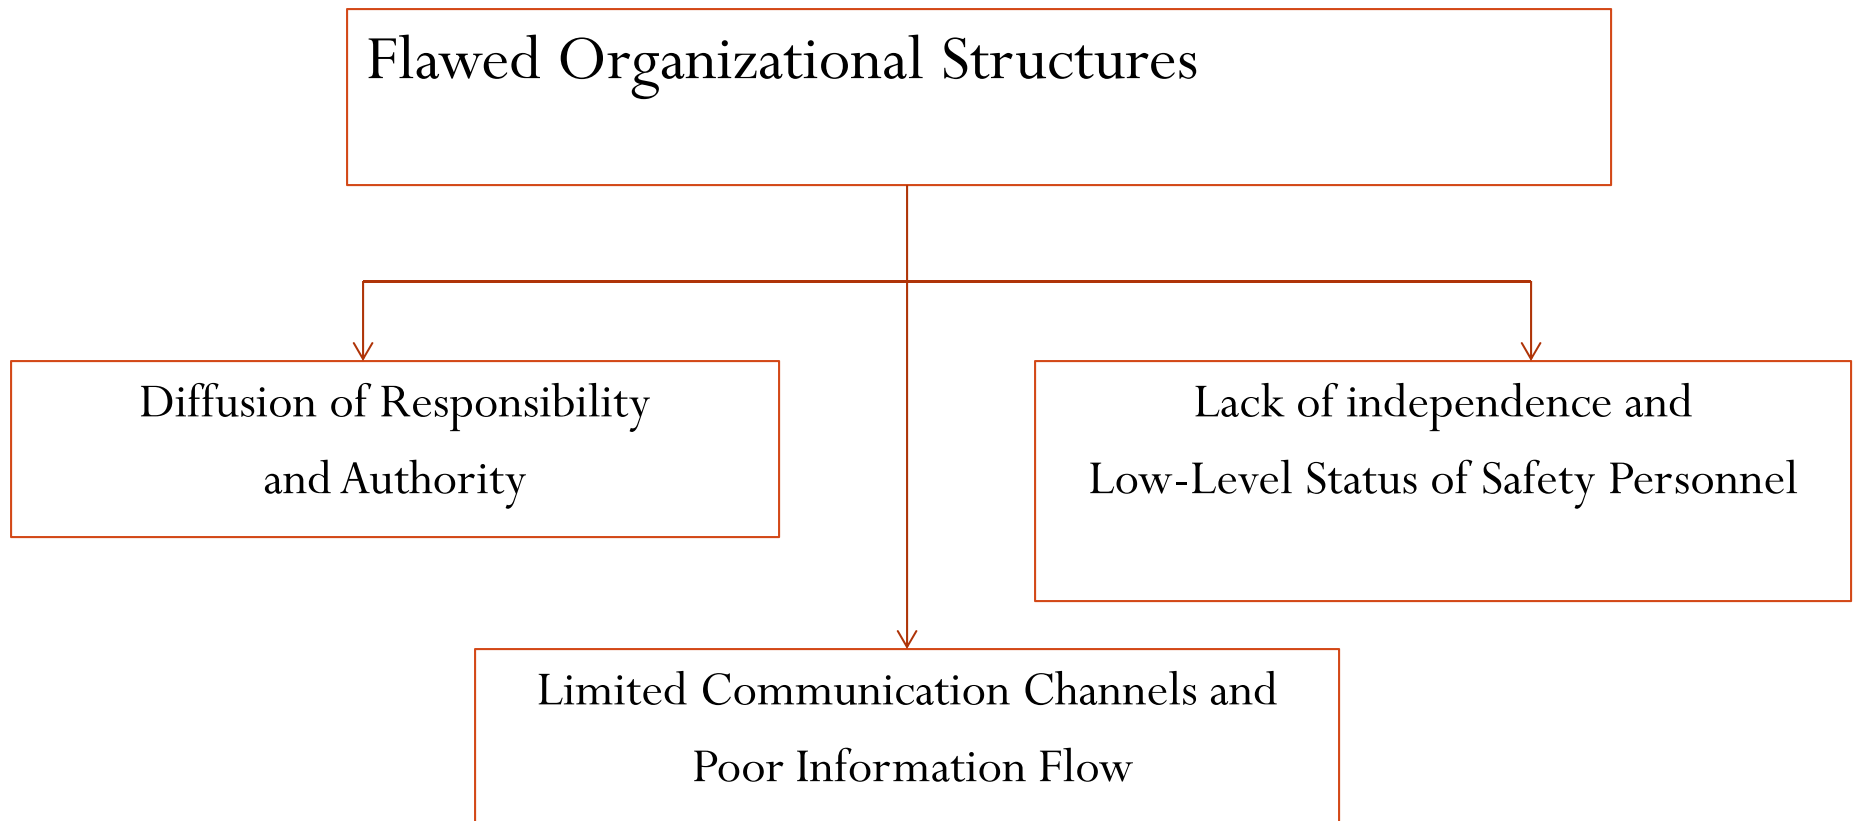 Flawed Organizational Structures
Diffusion of Responsibility
and Authority
Lack of independence and
Low-Level Status of Safety Personnel
Limited Communication Channels and
Poor Information Flow